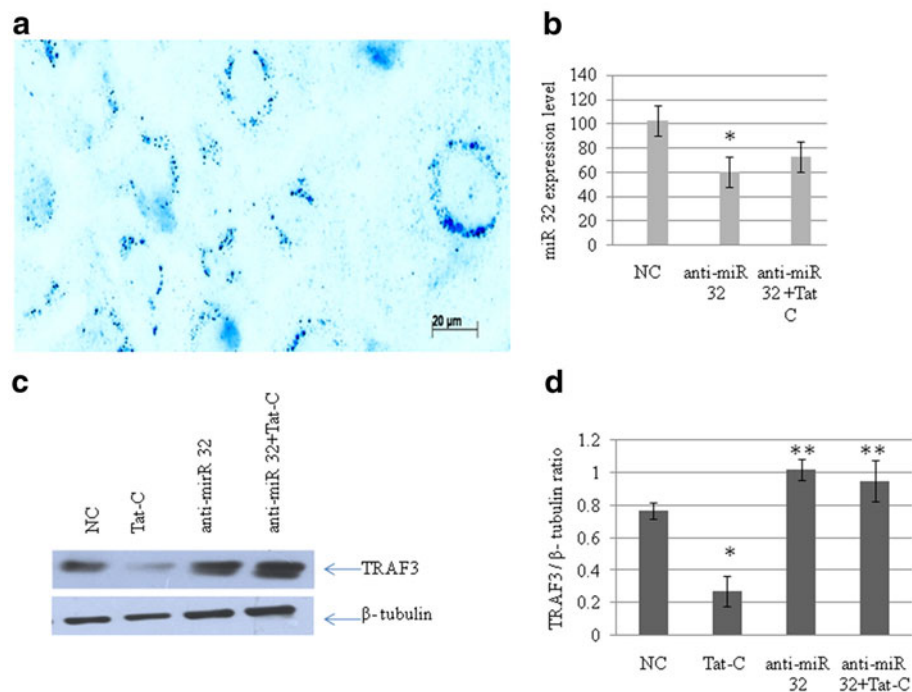 a
20 µm
b
miR 32 expression level
140
120
100
80
60
40
20
0
*
NC
anti-miR
32
anti-miR
32 +Tat
C
c
NC
Tat-C
anti-mirR 32
anti-miR 32+Tat-C
TRAF3
β-tubulin
d
TRAF3 / β- tubulin ratio
1.2
1
0.8
0.6
0.4
0.2
0
*
**
**
NC
Tat-C
anti-miR
32
anti-miR
32+Tat-C